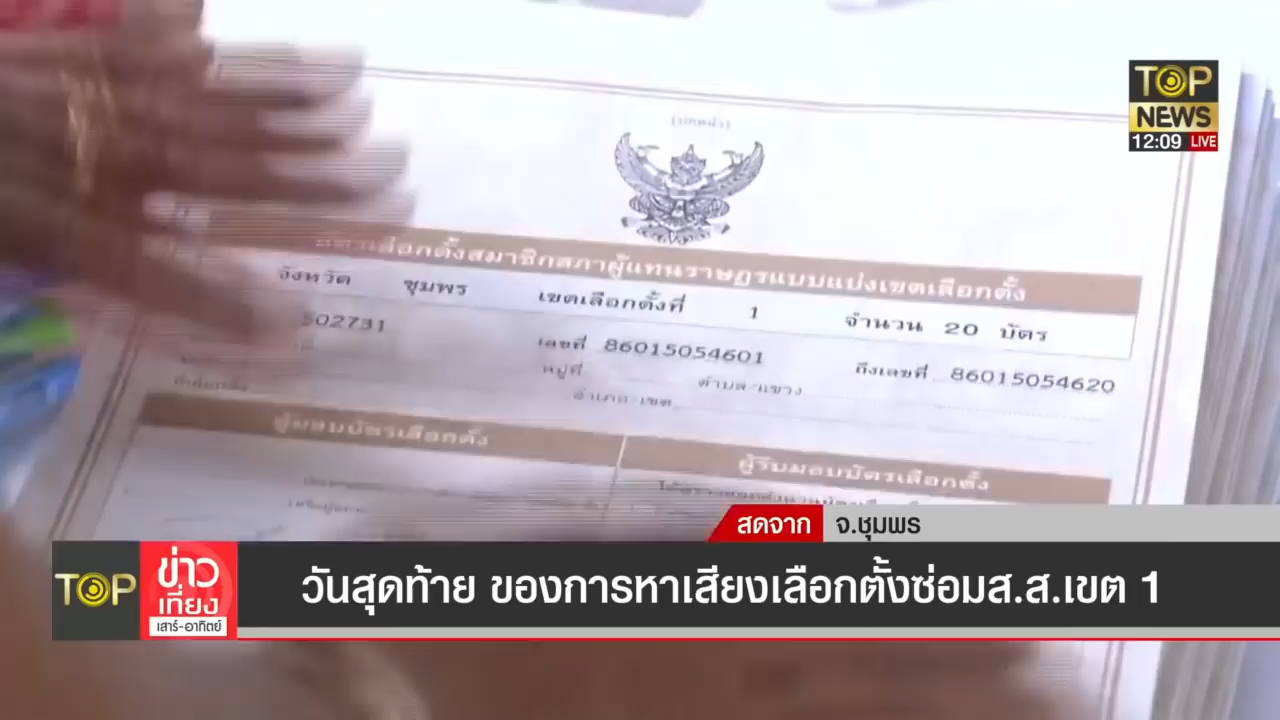 TOP
NEWS
12:09 LIVE
(ปกหน้า)
บัตรเลือกตั้งสมาชิกสภาผู้แทนราษฎรแบบแบ่งเขตเลือกตั้ง
จังหวัด ชุมพร เขตเลือกตั้งที่ 1 จำนวน 20 บัตร
502731 เลขที่ 86015054601 ถึงเลขที่ 86015054620
หมู่ที่ ตำบล/แขวง
อำเภอ/เขต
ผู้มอบบัตรเลือกตั้ง ผู้รับมอบบัตรเลือกตั้ง
สดจาก จ.ชุมพร
TOP ข่าวเที่ยง เสาร์-อาทิตย์
วันสุดท้าย ของการหาเสียงเลือกตั้งซ่อมส.ส.เขต 1